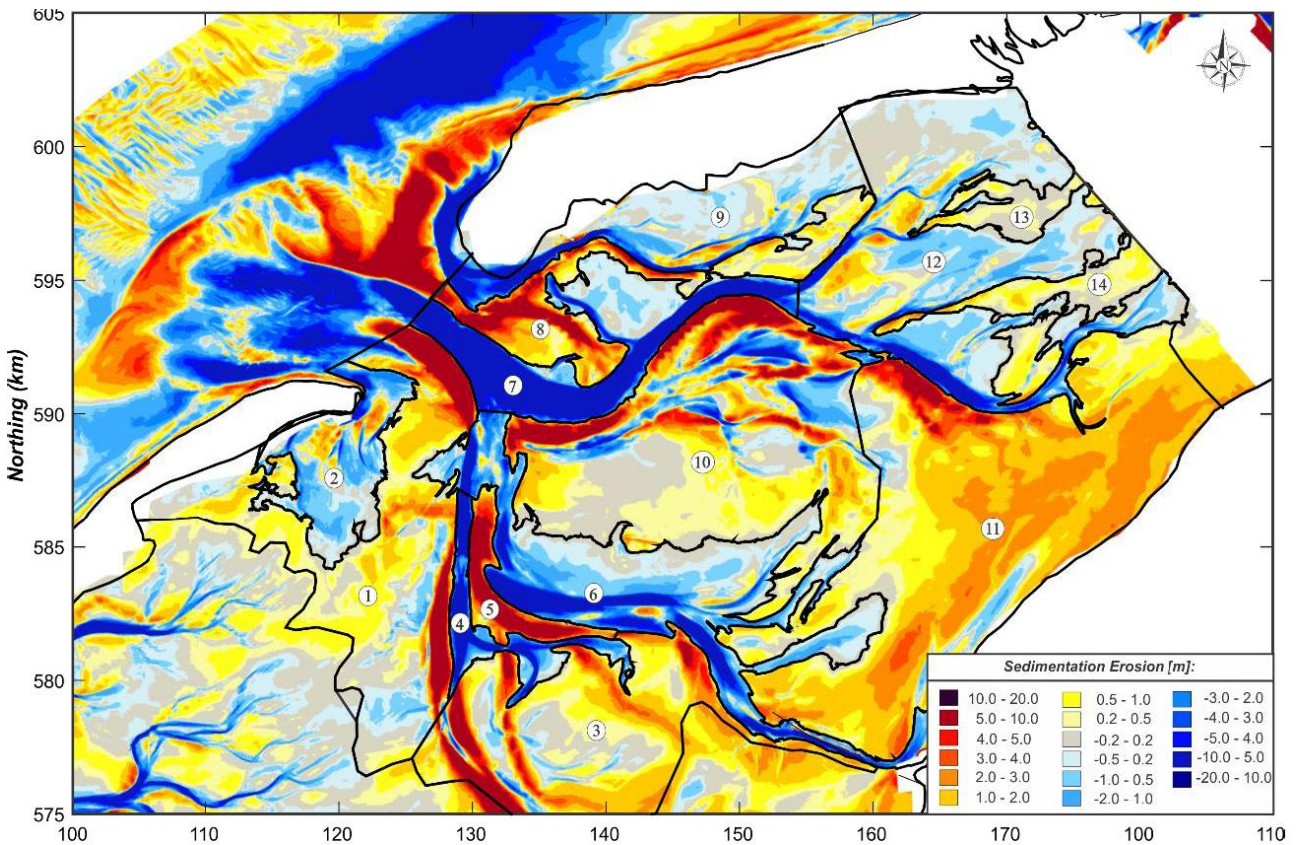 605
600
595
590
585
580
575
Northing (km)
N
9
13
12
14
8
7
2
10
11
1
6
5
4
3
Sedimentation Erosion [m]:
10.0 - 20.0 0.5 - 1.0 -3.0 - 2.0
5.0 - 10.0 0.2 - 0.5 -4.0 - 3.0
4.0 - 5.0 -0.2 - 0.2 -5.0 - 4.0
3.0 - 4.0 -0.5 - 0.2 -10.0 - 5.0
2.0 - 3.0 -1.0 - 0.5 -20.0 - 10.0
1.0 - 2.0 -2.0 - 1.0
100 110 120 130 140 150 160 170 100 110